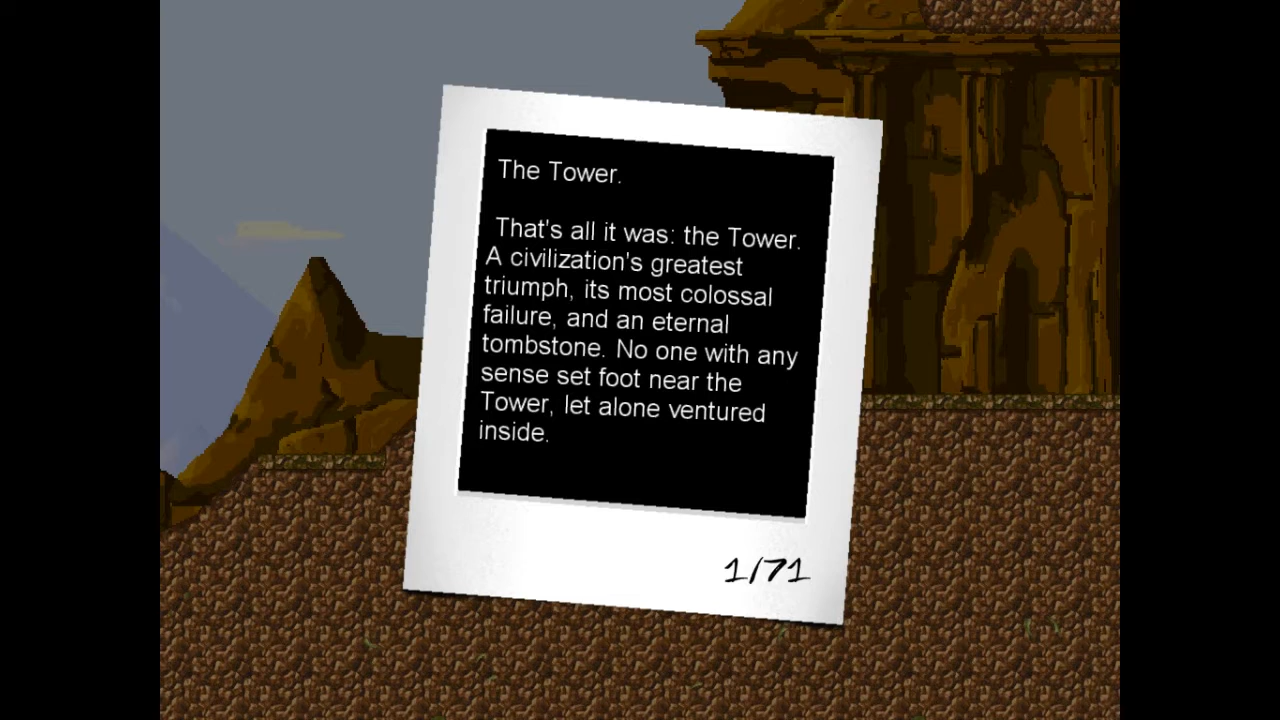 The Tower.
That's all it was: the Tower.
A civilization's greatest
triumph, its most colossal
failure, and an eternal
tombstone. No one with any
sense set foot near the
Tower, let alone ventured
inside.
1/71